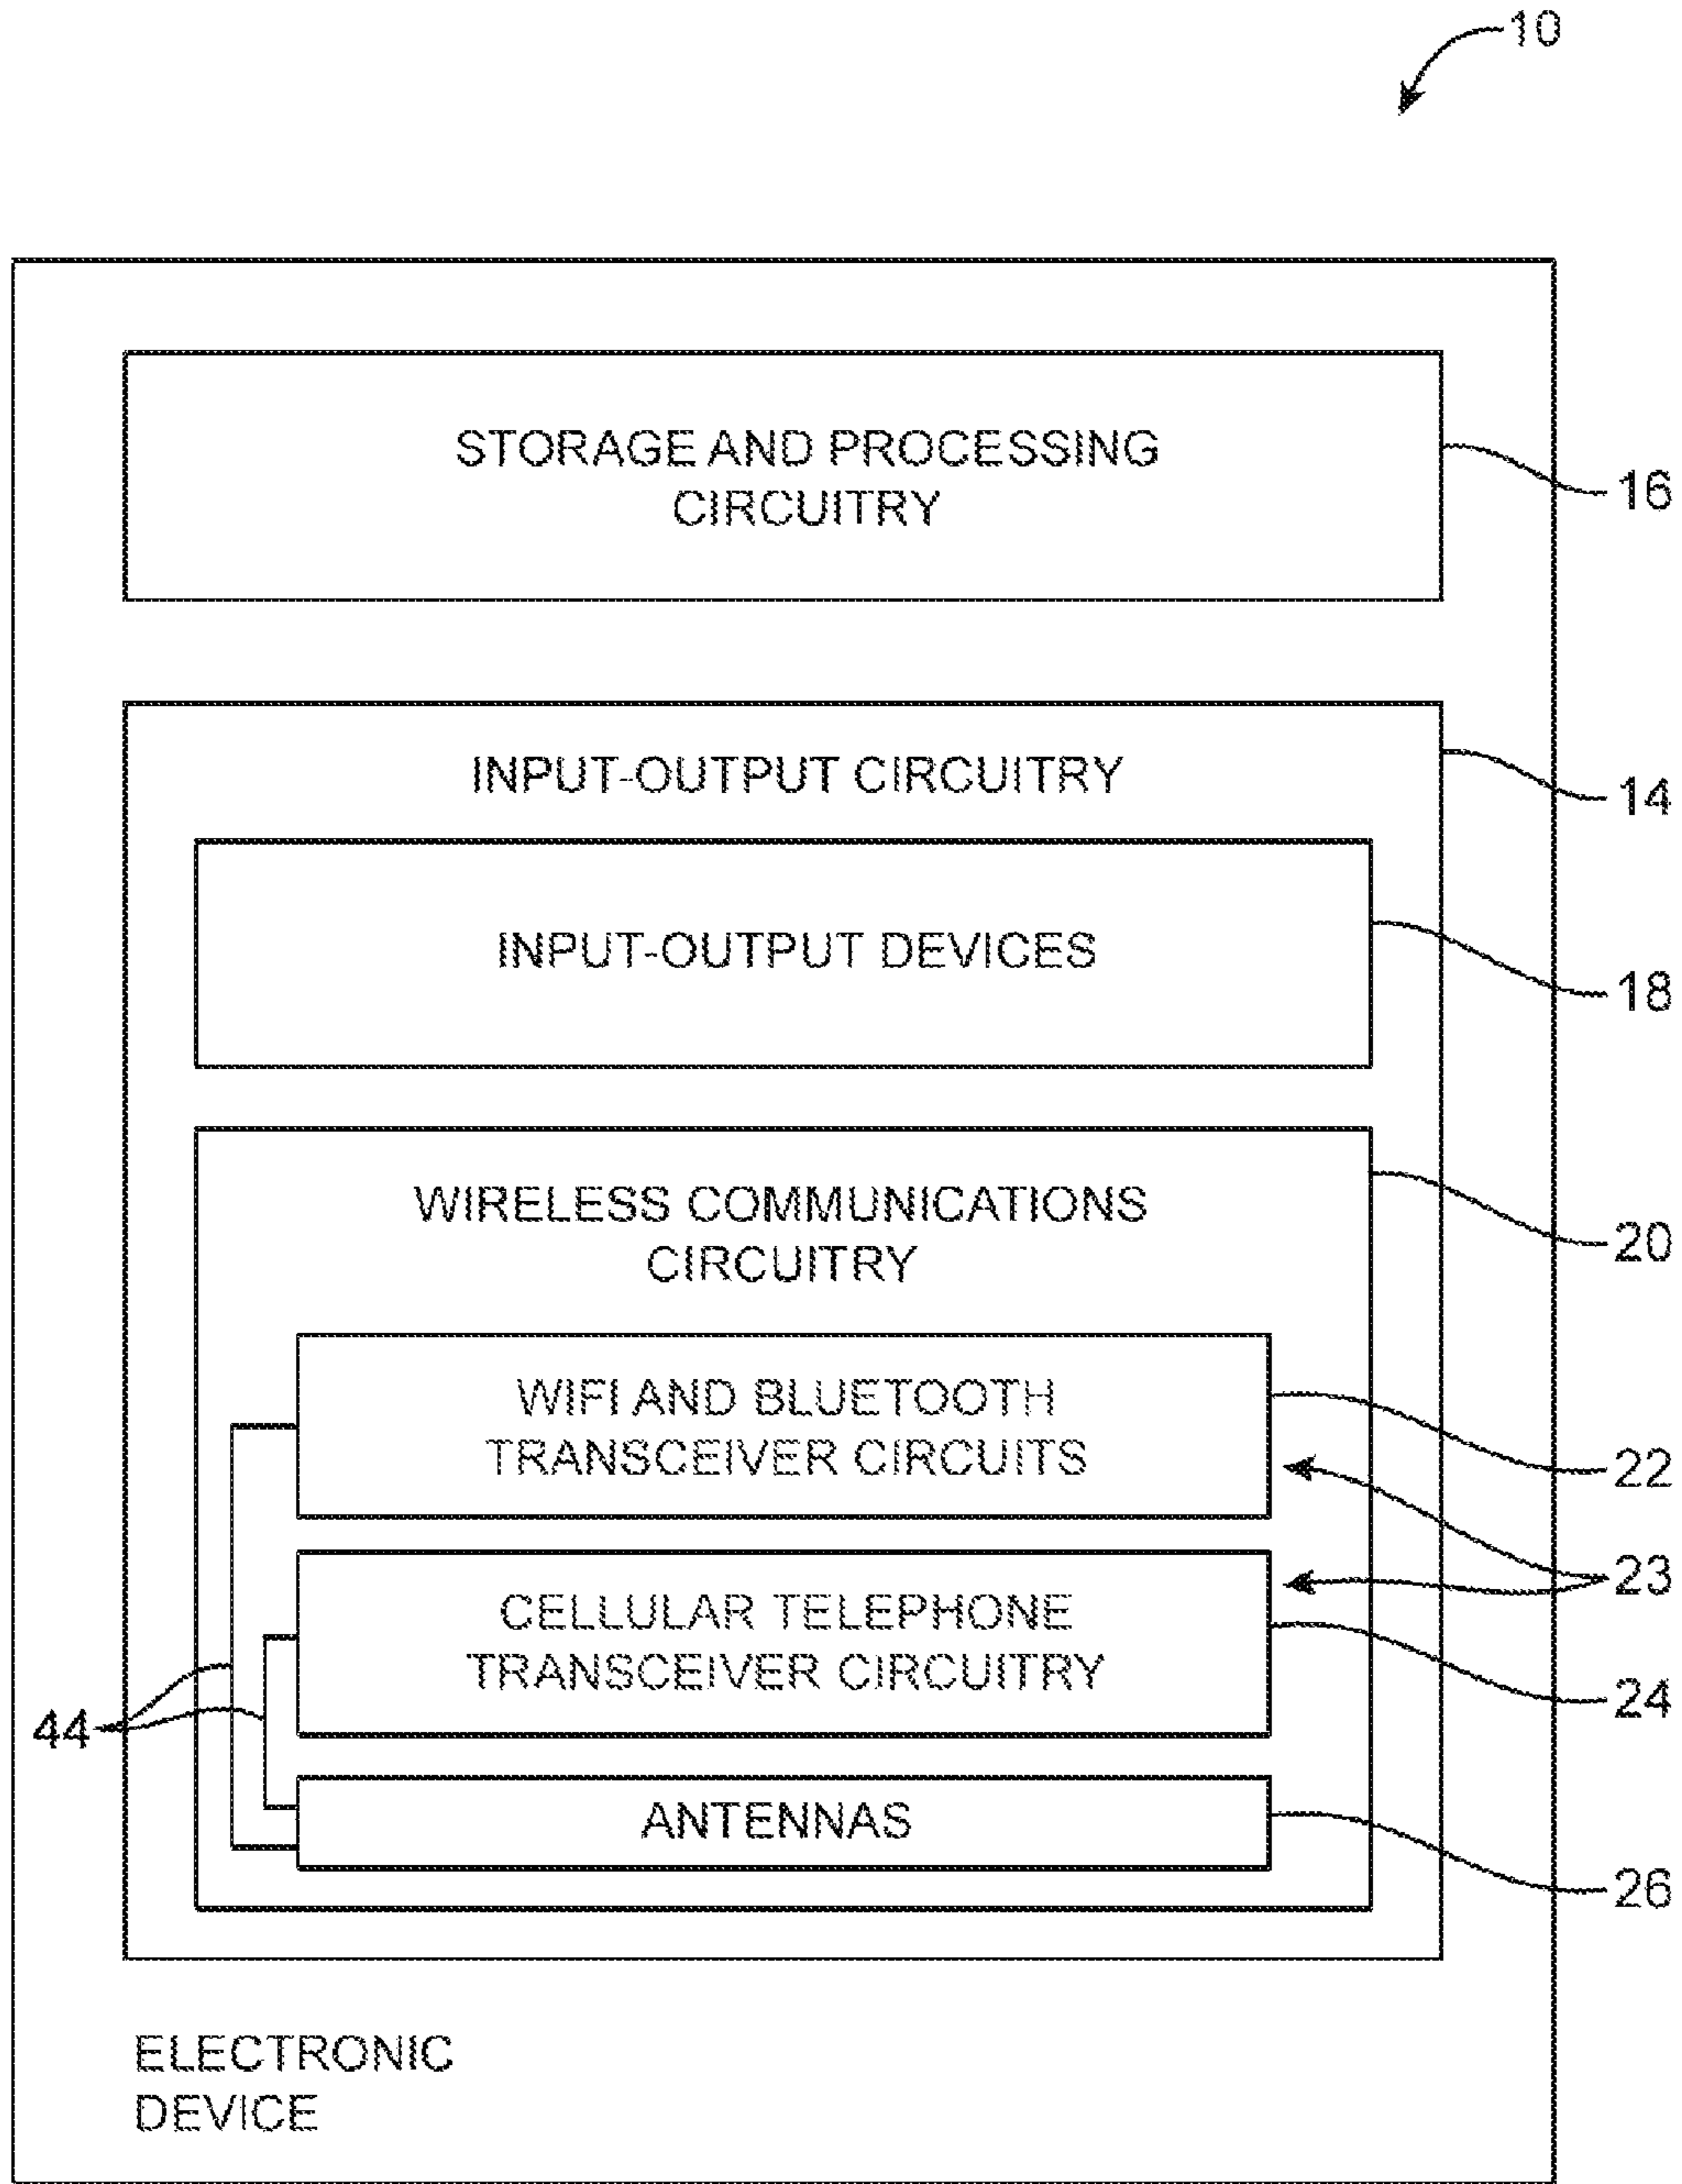 10
STORAGE AND PROCESSING
CIRCUITRY
16
INPUT-OUTPUT CIRCUITRY
14
INPUT-OUTPUT DEVICES
18
WIRELESS COMMUNICATIONS
CIRCUITRY
20
WIFI AND BLUETOOTH
TRANSCEIVER CIRCUITS
22
23
CELLULAR TELEPHONE
TRANSCEIVER CIRCUITRY
24
44
ANTENNAS
26
ELECTRONIC
DEVICE